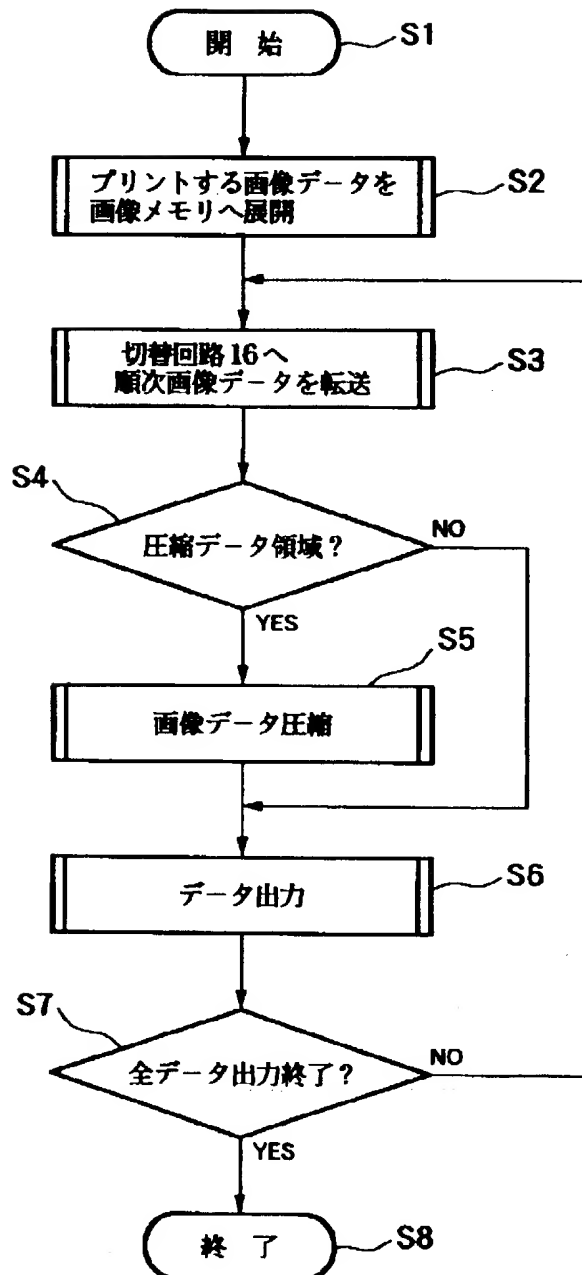 開 始
S1
プリントする画像データを
画像メモリへ展開
S2
切替回路16へ
順次画像データを転送
S3
S4
圧縮データ領域?
NO
YES
S5
画像データ圧縮
データ出力
S6
S7
全データ出力終了?
NO
YES
終 了
S8